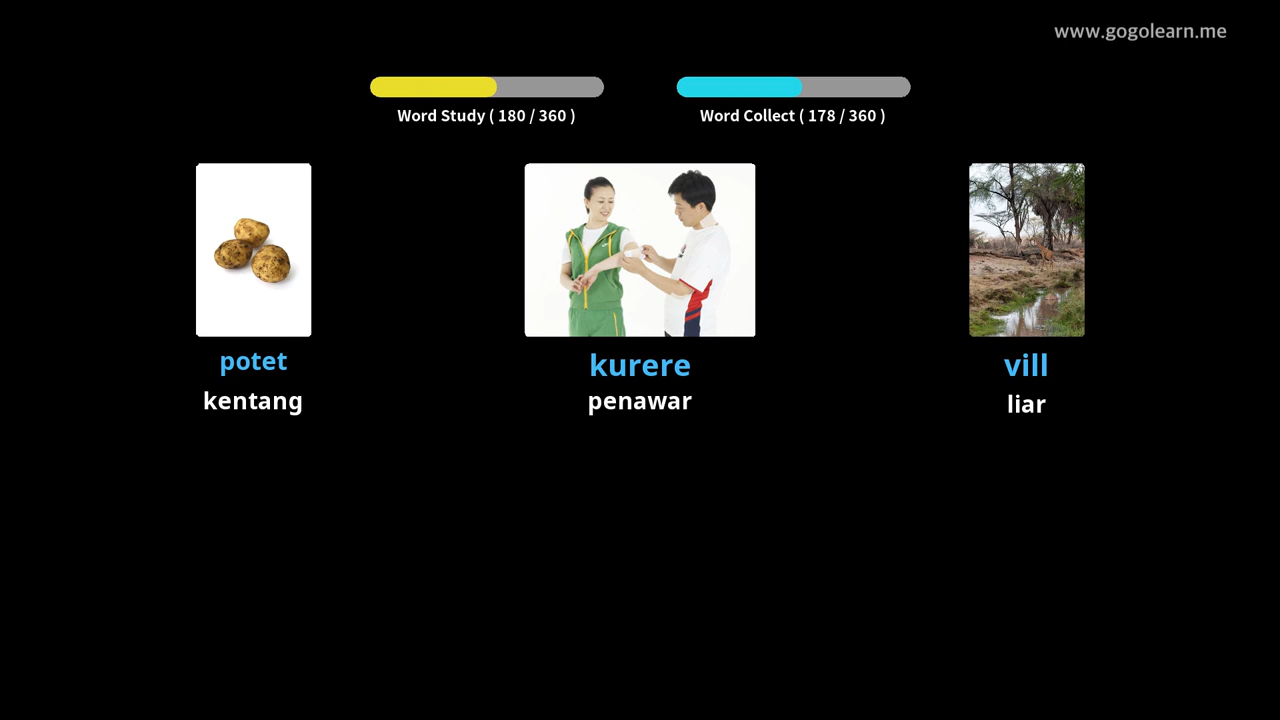 www.gogolearn.me
Word Study ( 180 / 360 )
Word Collect ( 178 / 360 )
potet
kentang
kurere
penawar
vill
liar